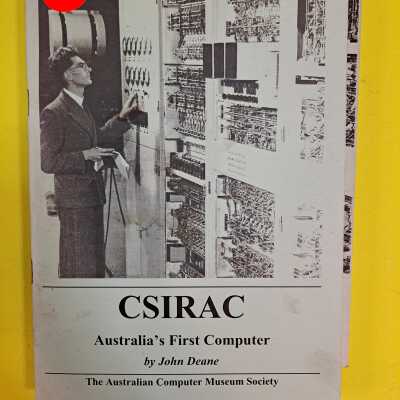 CSIRAC
Australia's First Computer
by John Deane
The Australian Computer Museum Society